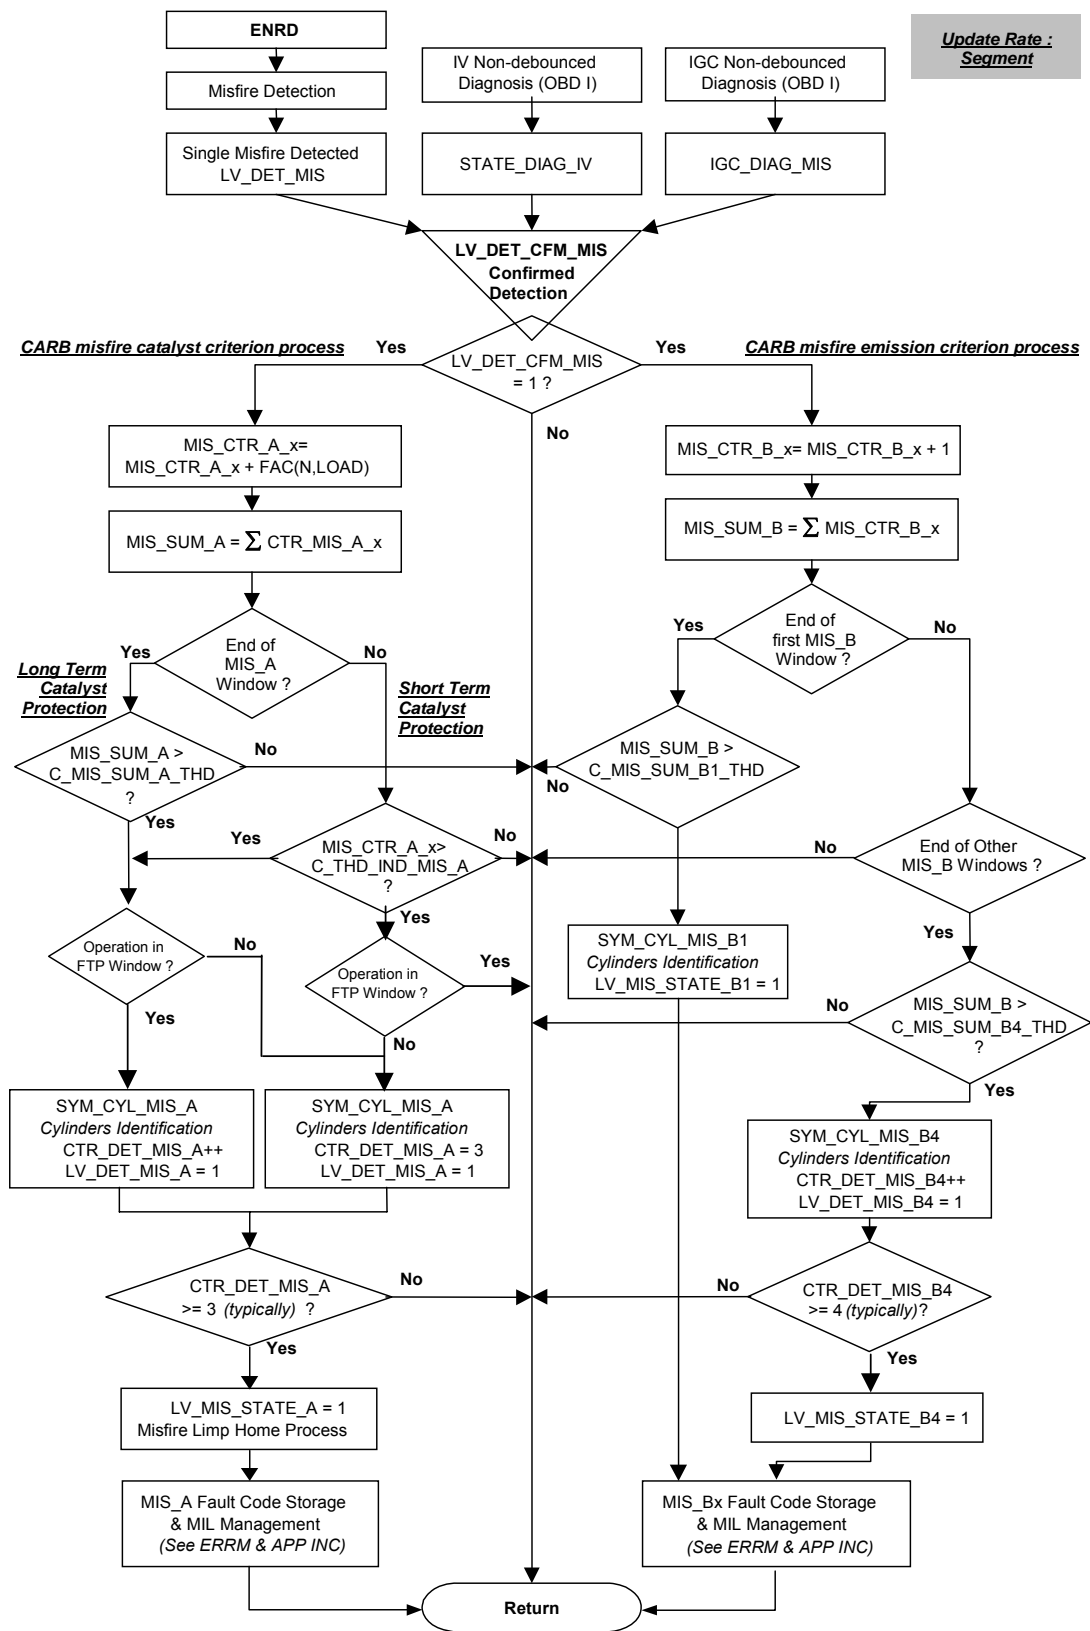 ENRD
Update Rate :
Segment
Misfire Detection
IV Non-debounced
Diagnosis (OBD I)
IGC Non-debounced
Diagnosis (OBD I)
Single Misfire Detected
LV_DET_MIS
STATE_DIAG_IV
IGC_DIAG_MIS
LV_DET_CFM_MIS
Confirmed
Detection
CARB misfire catalyst criterion process
Yes
LV_DET_CFM_MIS
= 1 ?
Yes
CARB misfire emission criterion process
No
MIS_CTR_A_x=
MIS_CTR_A_x + FAC(N,LOAD)
MIS_CTR_B_x= MIS_CTR_B_x + 1
MIS_SUM_A = Σ CTR_MIS_A_x
MIS_SUM_B = Σ MIS_CTR_B_x
Yes
End of
MIS_A
Window ?
No
Yes
End of
first MIS_B
Window ?
No
Long Term
Catalyst
Protection
Short Term
Catalyst
Protection
MIS_SUM_A >
C_MIS_SUM_A_THD
?
No
Yes
MIS_SUM_B >
C_MIS_SUM_B1_THD
No
Yes
MIS_CTR_A_x>
C_THD_IND_MIS_A
?
No
Yes
No
End of Other
MIS_B Windows ?
Yes
Operation in
FTP Window ?
No
Yes
Operation in
FTP Window ?
Yes
No
SYM_CYL_MIS_B1
Cylinders Identification
LV_MIS_STATE_B1 = 1
No
MIS_SUM_B >
C_MIS_SUM_B4_THD
?
Yes
SYM_CYL_MIS_A
Cylinders Identification
CTR_DET_MIS_A++
LV_DET_MIS_A = 1
SYM_CYL_MIS_A
Cylinders Identification
CTR_DET_MIS_A = 3
LV_DET_MIS_A = 1
SYM_CYL_MIS_B4
Cylinders Identification
CTR_DET_MIS_B4++
LV_DET_MIS_B4 = 1
CTR_DET_MIS_A
>= 3 (typically) ?
No
Yes
No
CTR_DET_MIS_B4
>= 4 (typically)?
Yes
LV_MIS_STATE_A = 1
Misfire Limp Home Process
LV_MIS_STATE_B4 = 1
MIS_A Fault Code Storage
& MIL Management
(See ERRM & APP INC)
MIS_Bx Fault Code Storage
& MIL Management
(See ERRM & APP INC)
Return